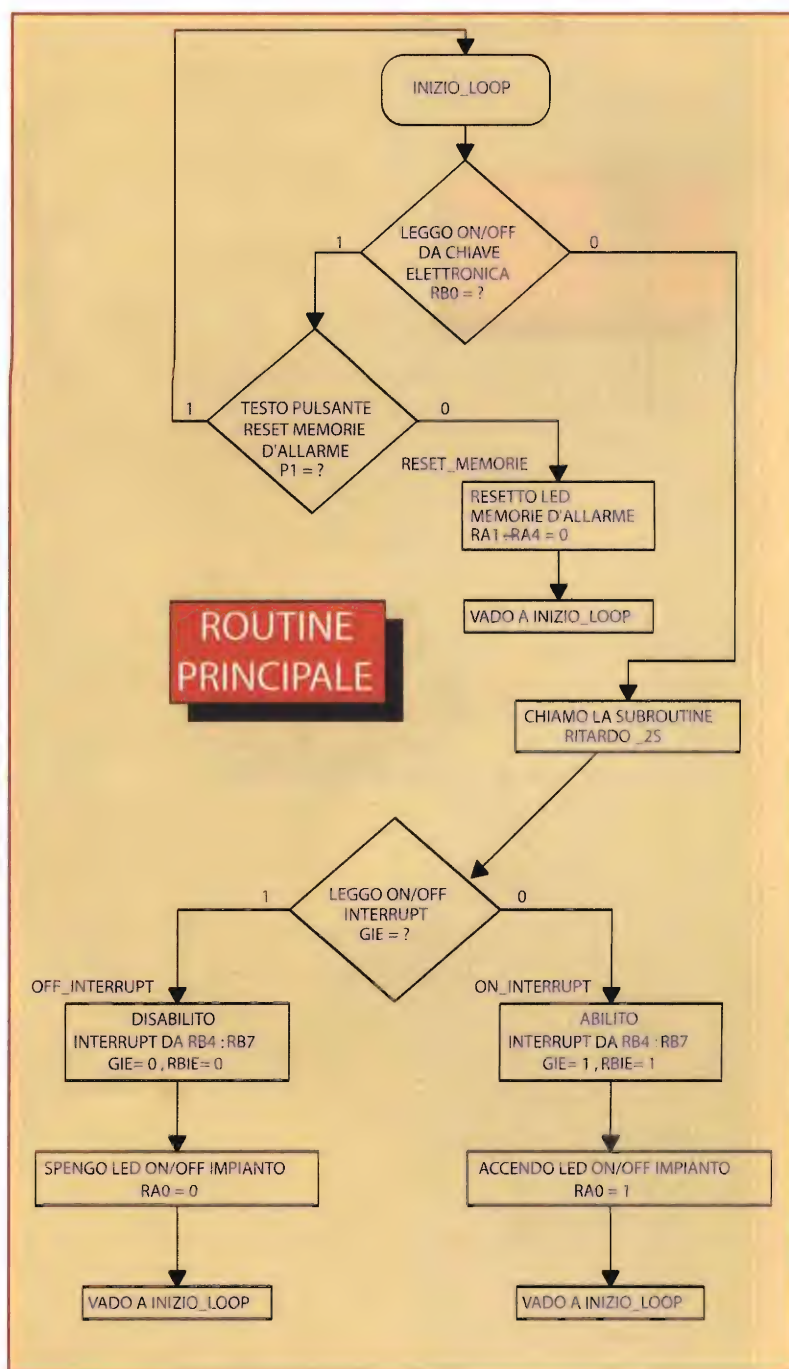 INIZIO_LOOP
LEGGO ON/OFF
DA CHIAVE
ELETTRONICA
RB0 = ?
1
0
TESTO PULSANTE
RESET MEMORIE
D'ALLARME
P1 = ?
1
0
RESET_MEMORIE
RESETTO LED
MEMORIE D'ALLARME
RA1÷RA4 = 0
VADO A INIZIO_LOOP
ROUTINE
PRINCIPALE
CHIAMO LA SUBROUTINE
RITARDO _2S
LEGGO ON/OFF
INTERRUPT
GIE = ?
1
0
OFF_INTERRUPT
DISABILITO
INTERRUPT DA RB4 : RB7
GIE= 0 , RBIE= 0
SPENGO LED ON/OFF IMPIANTO
RA0 = 0
VADO A INIZIO_LOOP
ON_INTERRUPT
ABILITO
INTERRUPT DA RB4 : RB7
GIE= 1 , RBIE= 1
ACCENDO LED ON/OFF IMPIANTO
RA0 = 1
VADO A INIZIO_LOOP